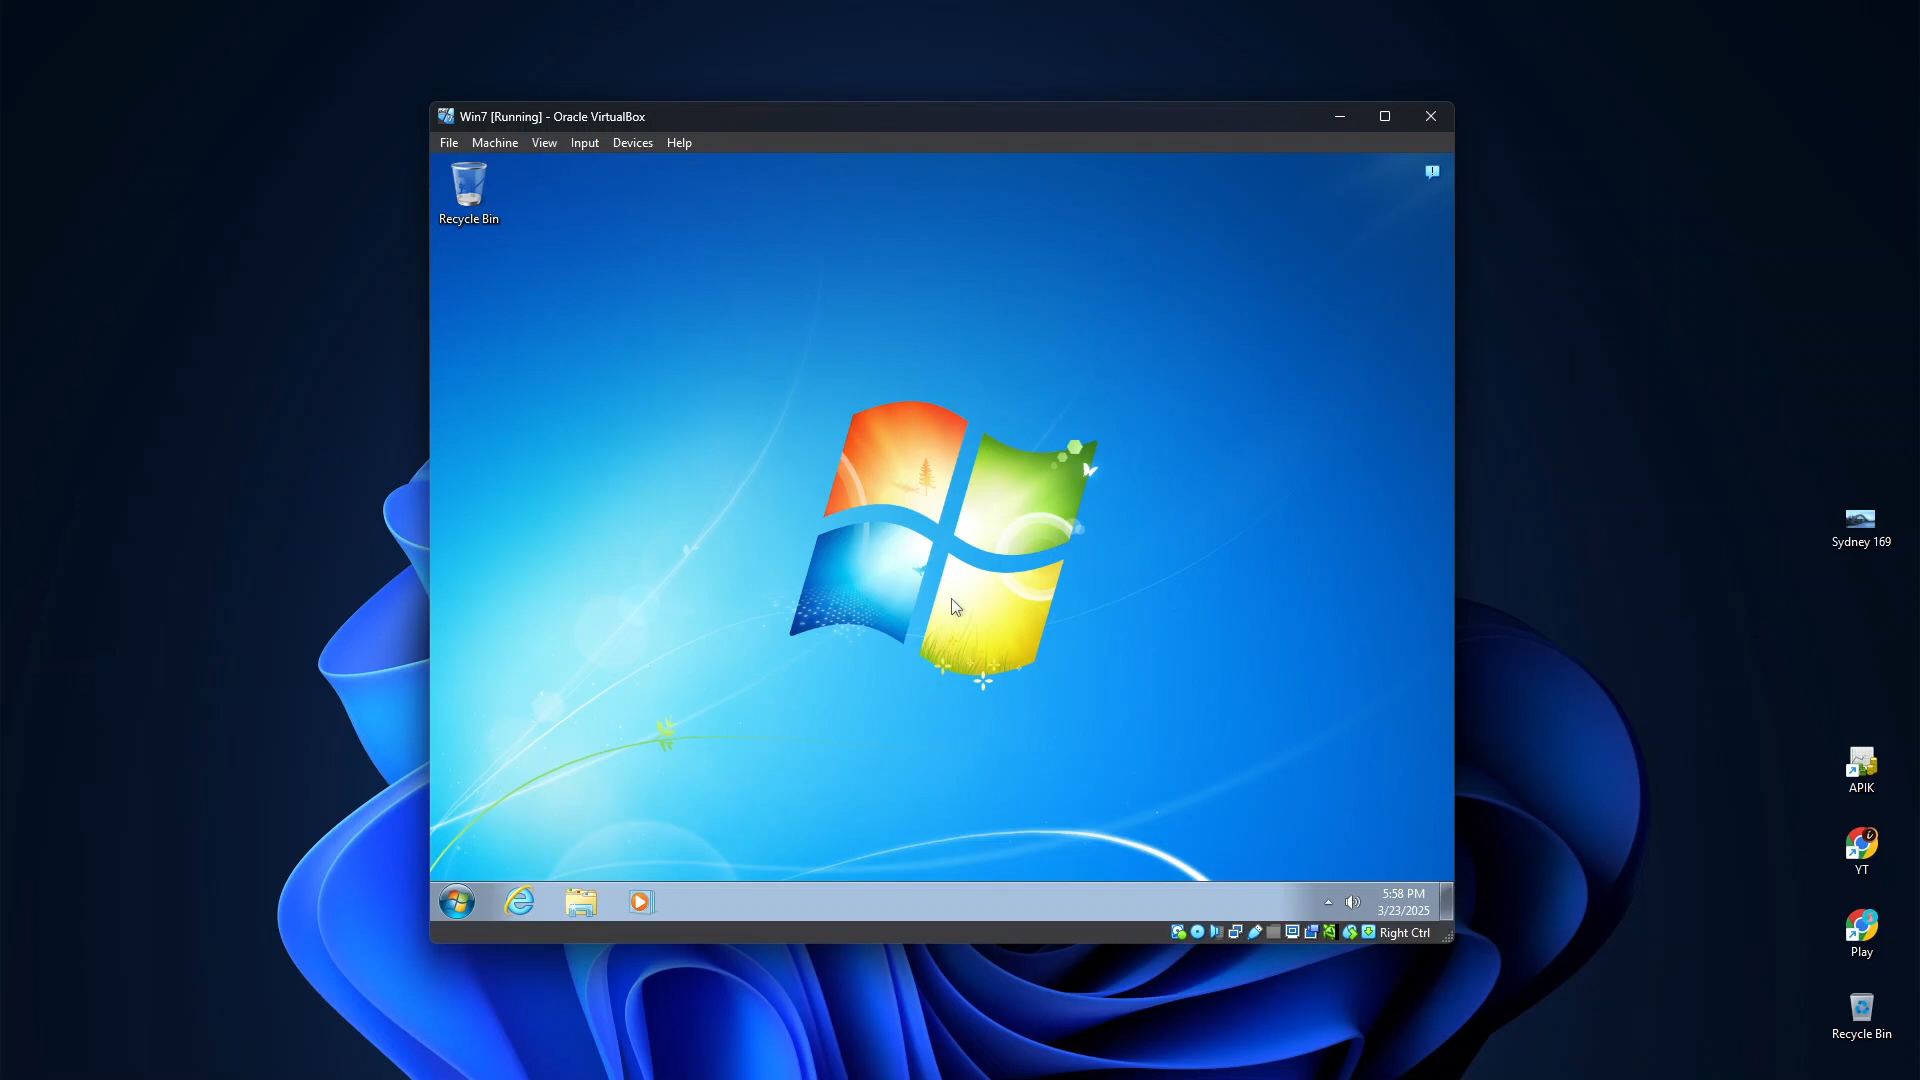 Win7 [Running] - Oracle VirtualBox
File Machine View Input Devices Help
Recycle Bin
Sydney 169
APIK
YT
Play
Recycle Bin
5:58 PM
3/23/2025
Right Ctrl